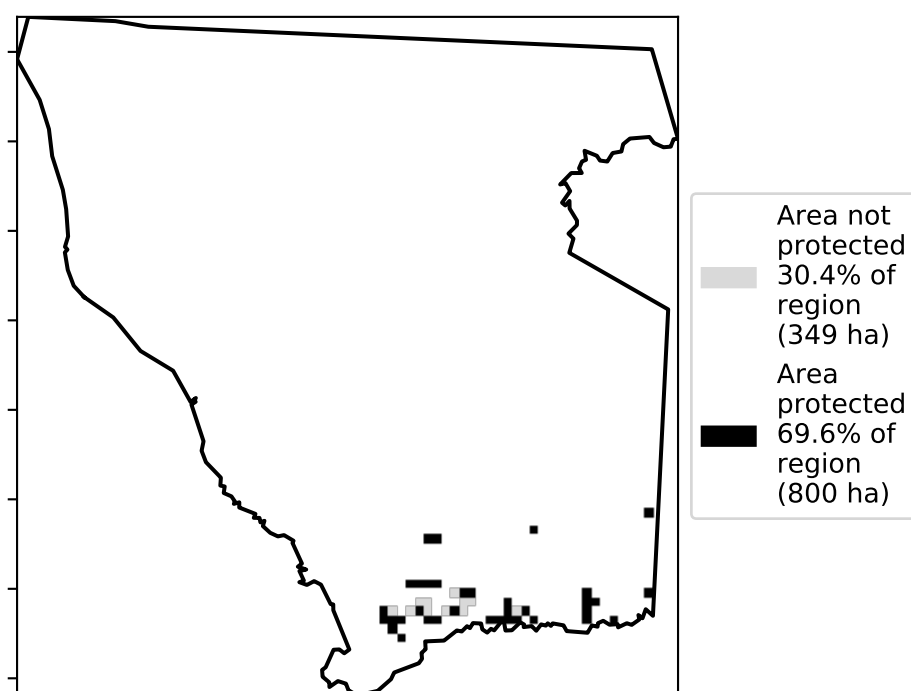 Area not
protected
30.4% of
region
(349 ha)
Area
protected
69.6% of
region
(800 ha)